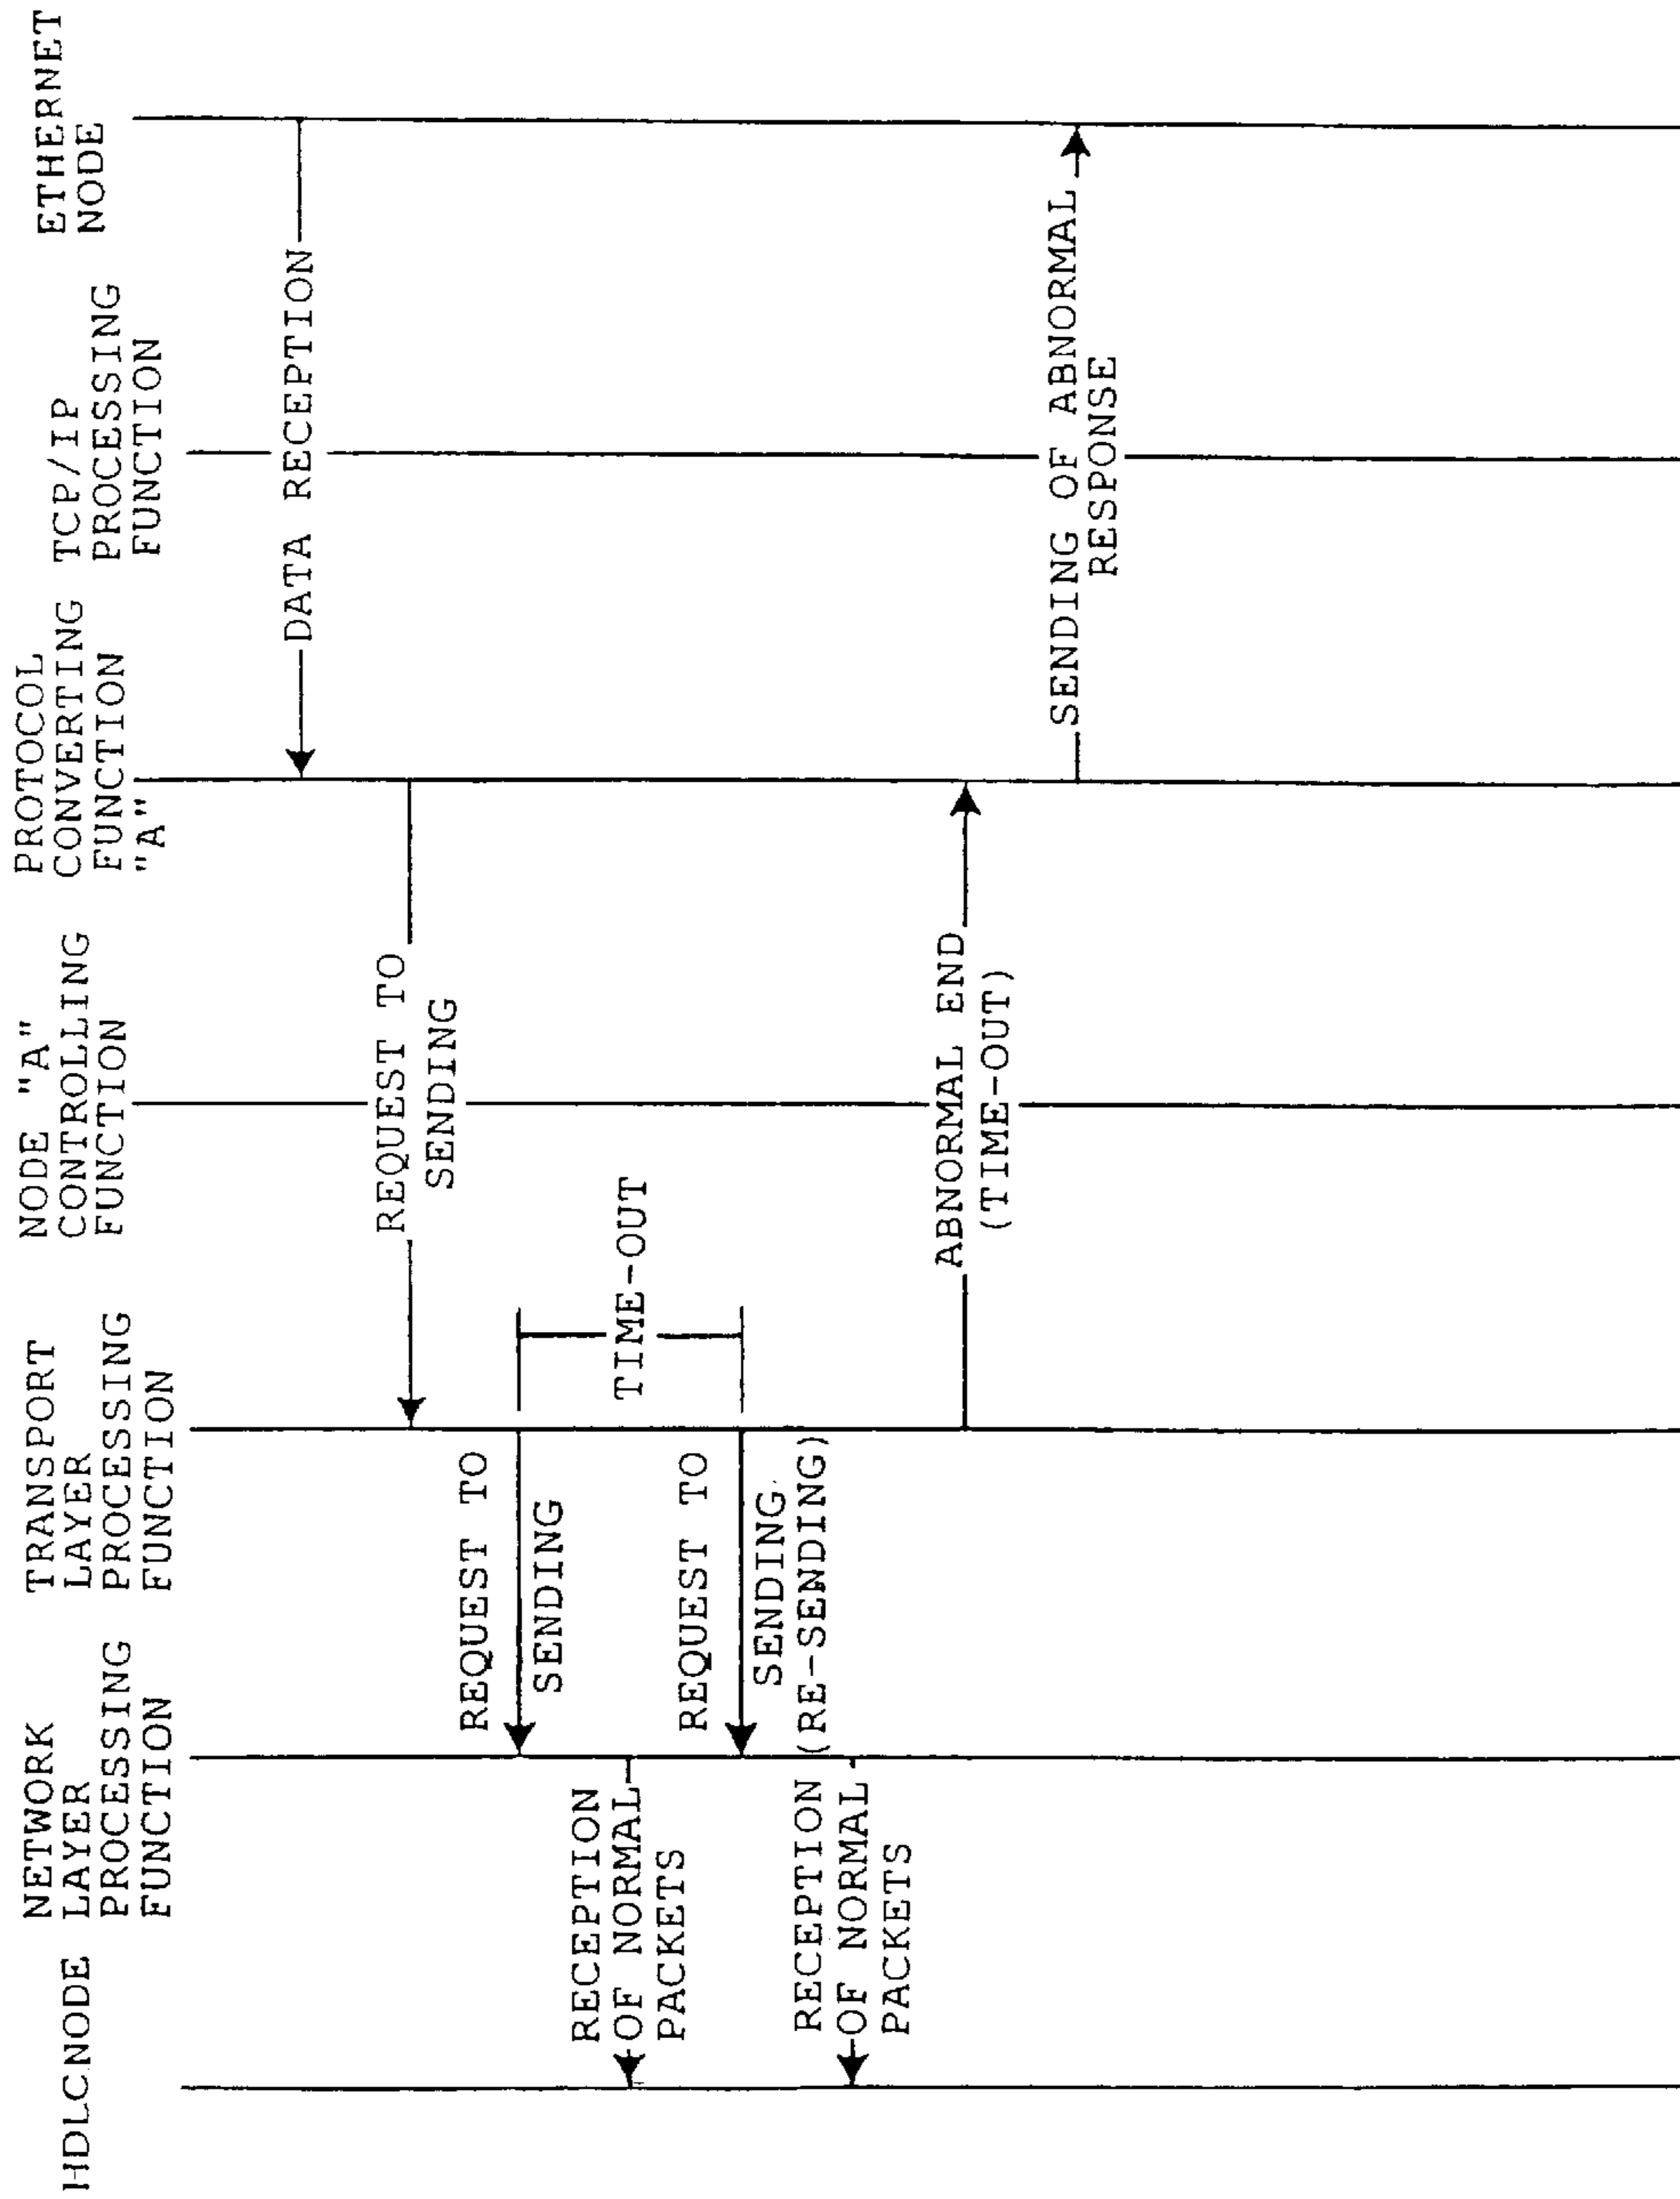 HDLC NODE
NETWORK
LAYER
PROCESSING
FUNCTION
TRANSPORT
LAYER
PROCESSING
FUNCTION
NODE "A"
CONTROLLING
FUNCTION
PROTOCOL
CONVERTING
FUNCTION
"A"
TCP/IP
PROCESSING
FUNCTION
ETHERNET
NODE
DATA RECEPTION
REQUEST TO
SENDING
REQUEST TO
SENDING
TIME-OUT
RECEPTION
OF NORMAL
PACKETS
REQUEST TO
SENDING
(RE-SENDING)
RECEPTION
OF NORMAL
PACKETS
ABNORMAL END
(TIME-OUT)
SENDING OF ABNORMAL
RESPONSE